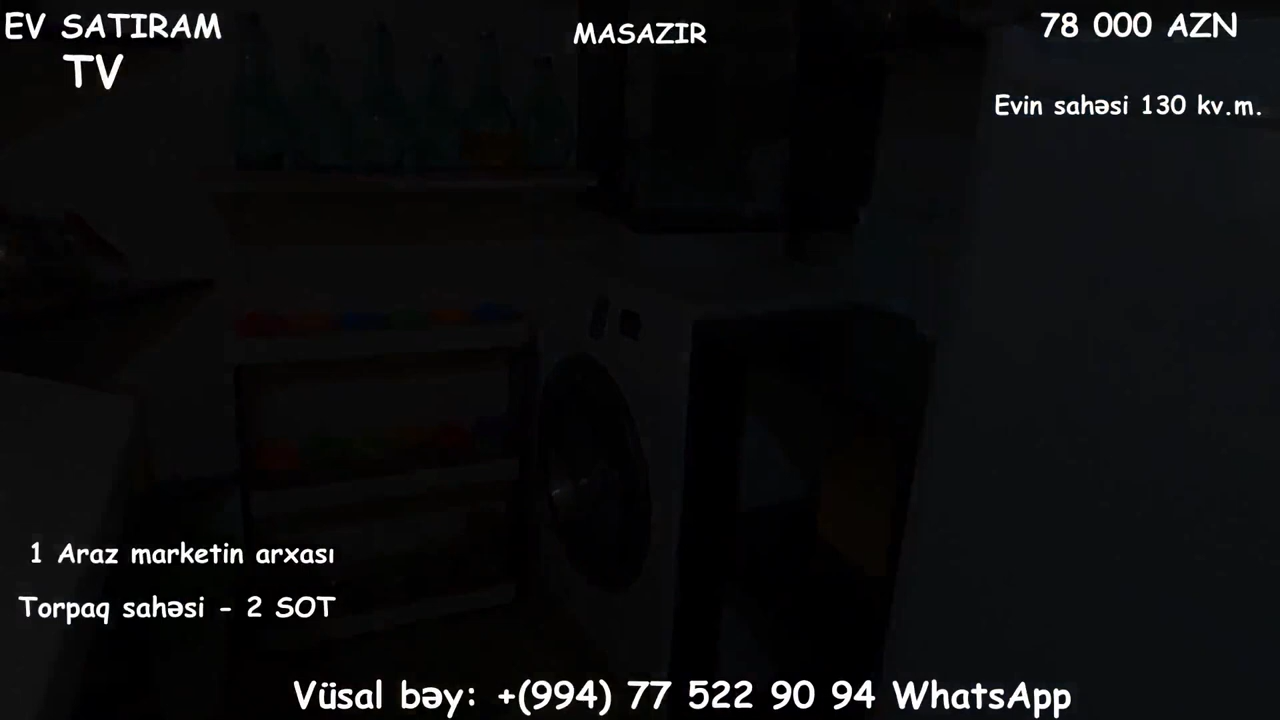 EV SATIRAM
TV
MASAZIR
78 000 AZN
Evin sahəsi 130 kv.m.
1 Araz marketin arxası
Torpaq sahəsi - 2 SOT
Vüsal bəy: +(994) 77 522 90 94 WhatsApp